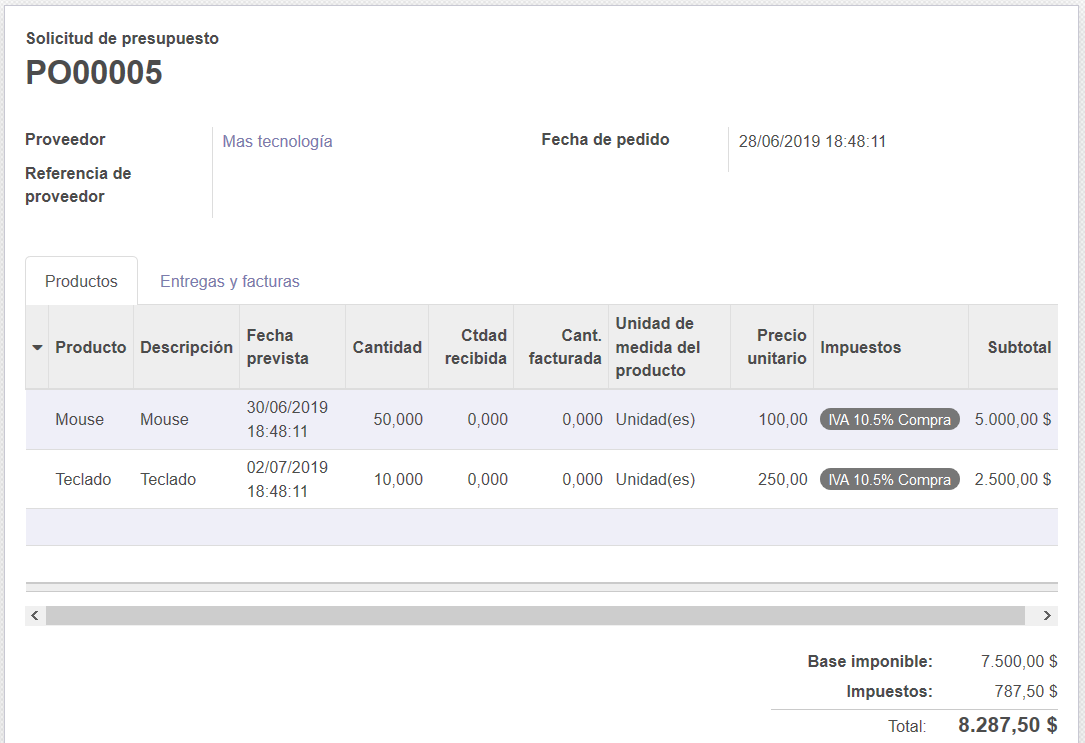 Solicitud de presupuesto
PO00005
Proveedor
Mas tecnología
Fecha de pedido
28/06/2019 18:48:11
Referencia de
proveedor
Productos
Entregas y facturas
Producto
Descripción
Fecha
prevista
Cantidad
Ctdad
recibida
Cant.
facturada
Unidad de
medida del
producto
Precio
unitario
Impuestos
Subtotal
Mouse
Mouse
30/06/2019
18:48:11
50,000
0,000
0,000
Unidad(es)
100,00
IVA 10.5% Compra
5.000,00 $
Teclado
Teclado
02/07/2019
18:48:11
10,000
0,000
0,000
Unidad(es)
250,00
IVA 10.5% Compra
2.500,00 $
Base imponible: 7.500,00 $
Impuestos: 787,50 $
Total: 8.287,50 $